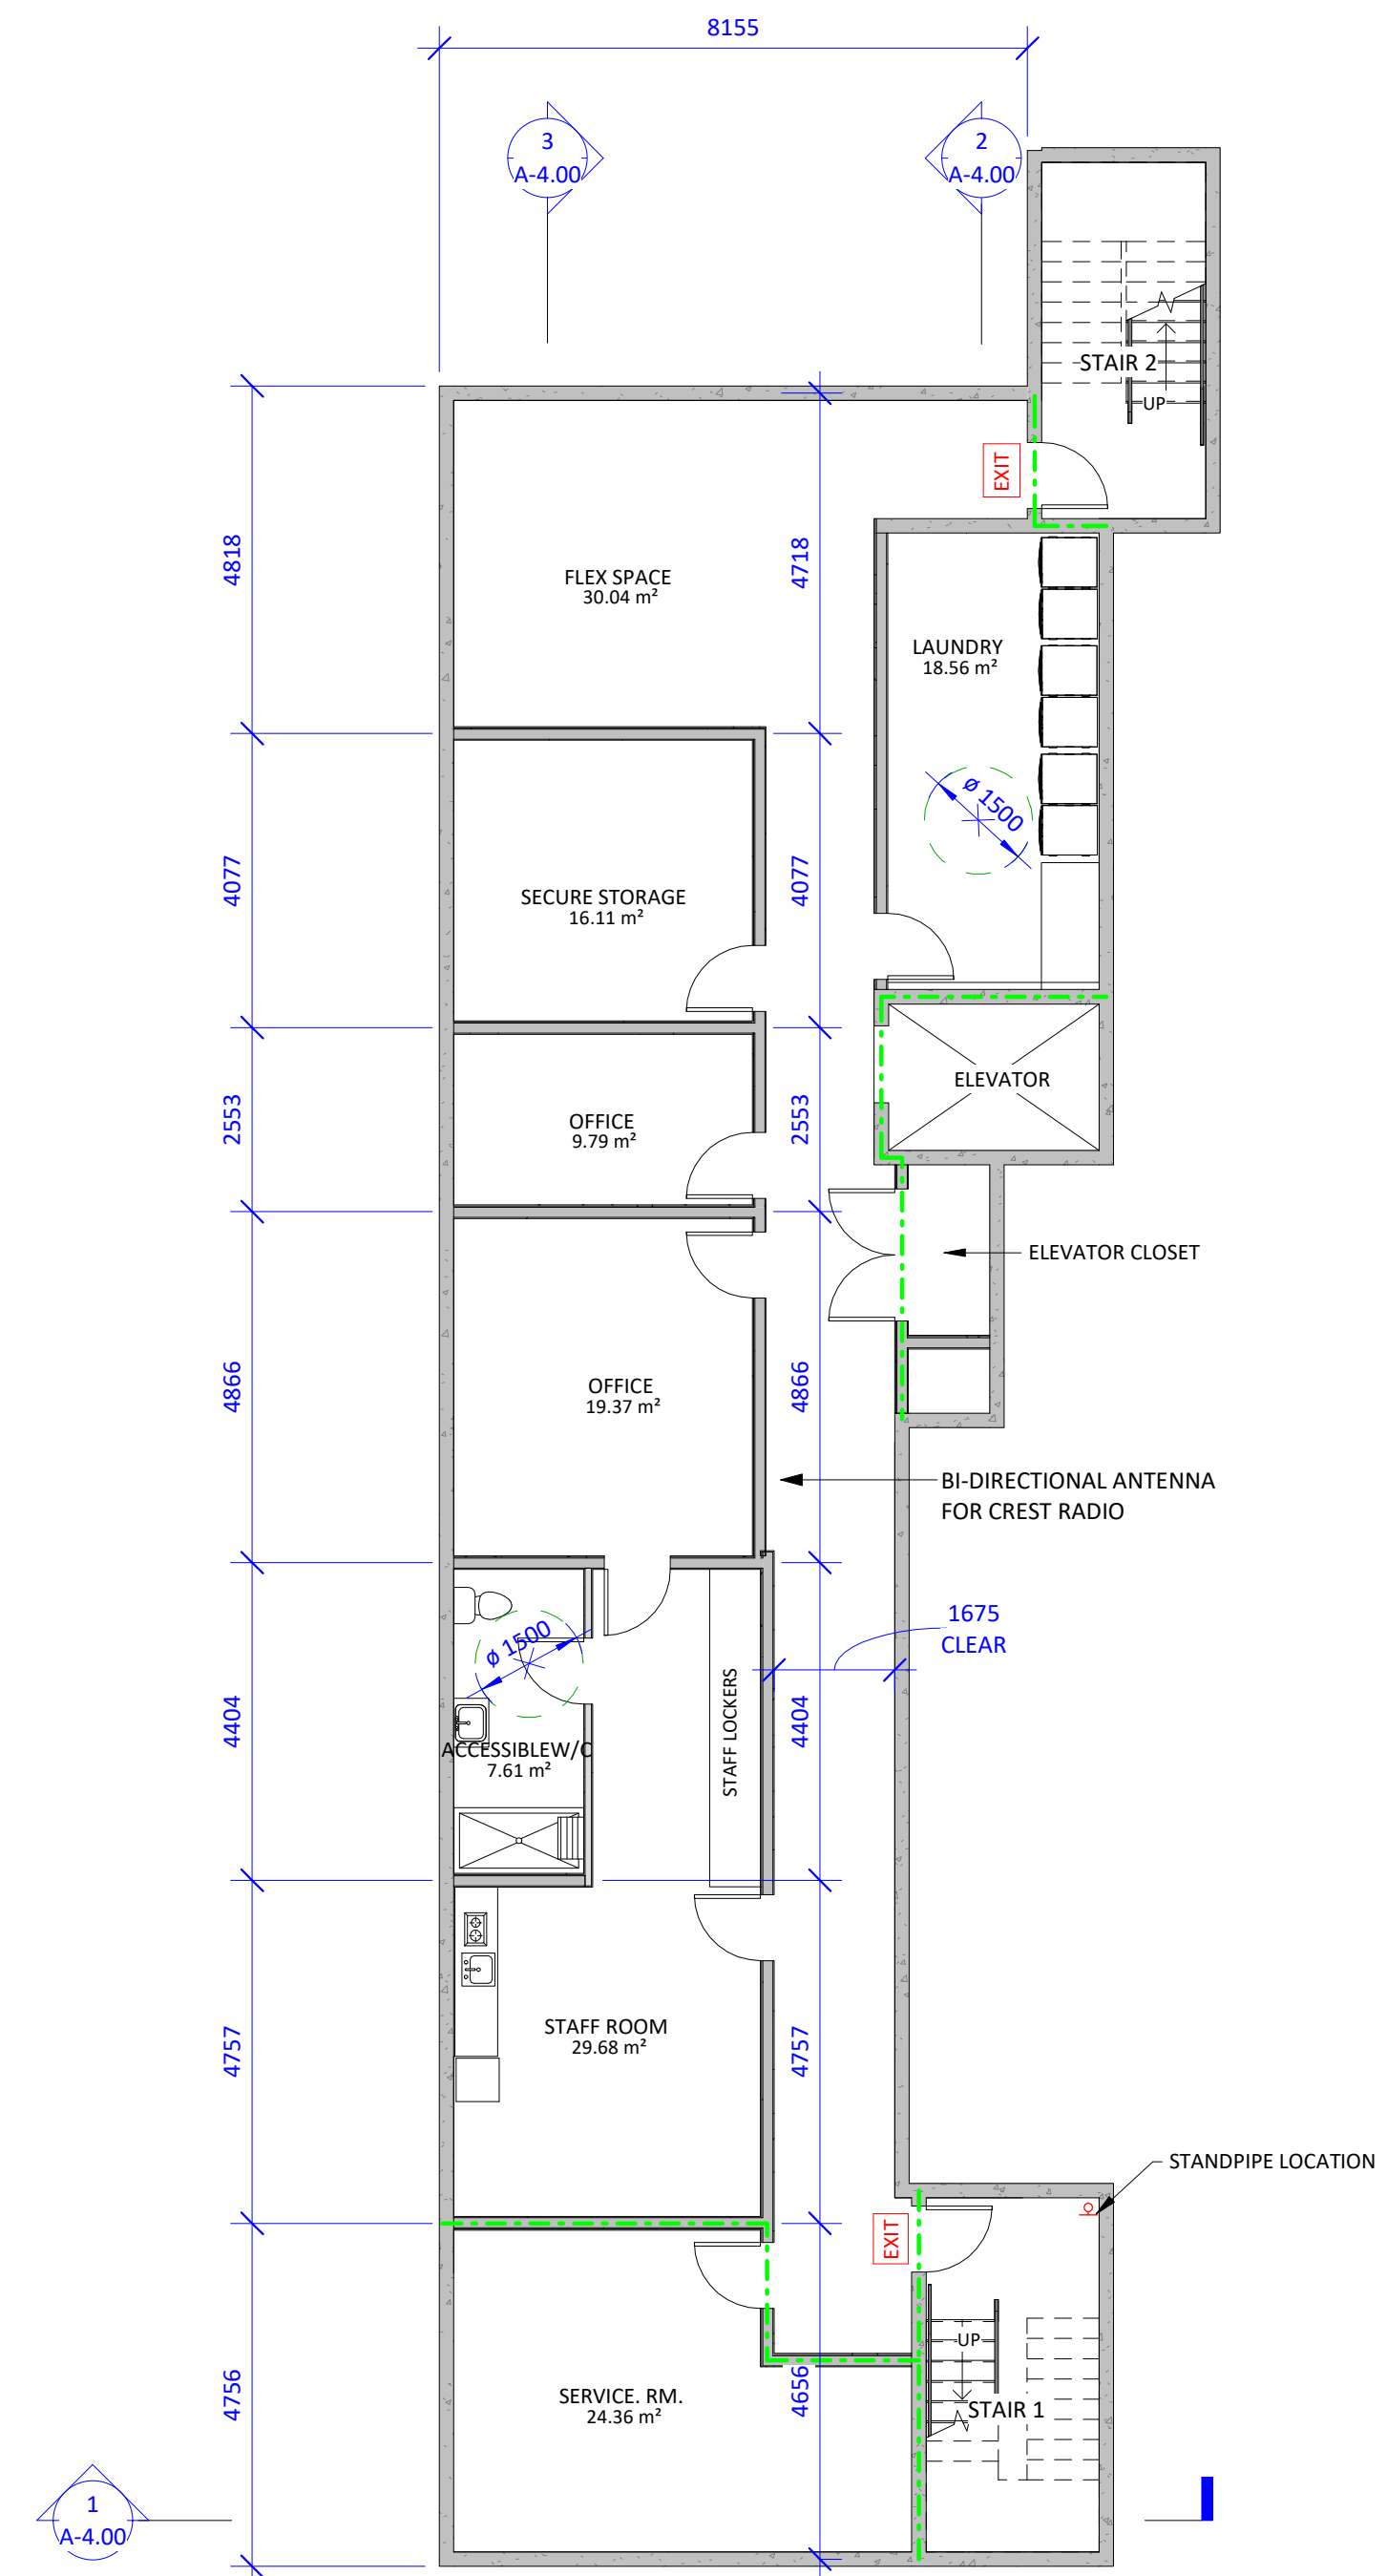 8155
3
A-4.00
2
A-4.00
STAIR 2
UP
EXIT
4818
4718
FLEX SPACE
30.04 m²
LAUNDRY
18.56 m²
ø 1500
4077
4077
SECURE STORAGE
16.11 m²
ELEVATOR
2553
2553
OFFICE
9.79 m²
ELEVATOR CLOSET
4866
4866
OFFICE
19.37 m²
BI-DIRECTIONAL ANTENNA
FOR CREST RADIO
1675
CLEAR
ø 1500
4404
4404
STAFF LOCKERS
ACCESSIBLEW/C
7.61 m²
4757
4757
STAFF ROOM
29.68 m²
STANDPIPE LOCATION
EXIT
UP
STAIR 1
4756
4656
SERVICE. RM.
24.36 m²
1
A-4.00